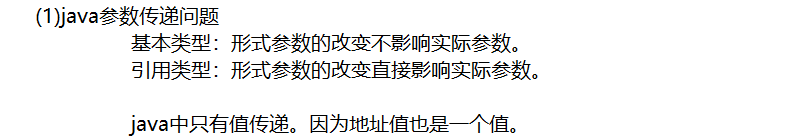 (1)java参数传递问题
基本类型：形式参数的改变不影响实际参数。
引用类型：形式参数的改变直接影响实际参数。
java中只有值传递。因为地址值也是一个值。